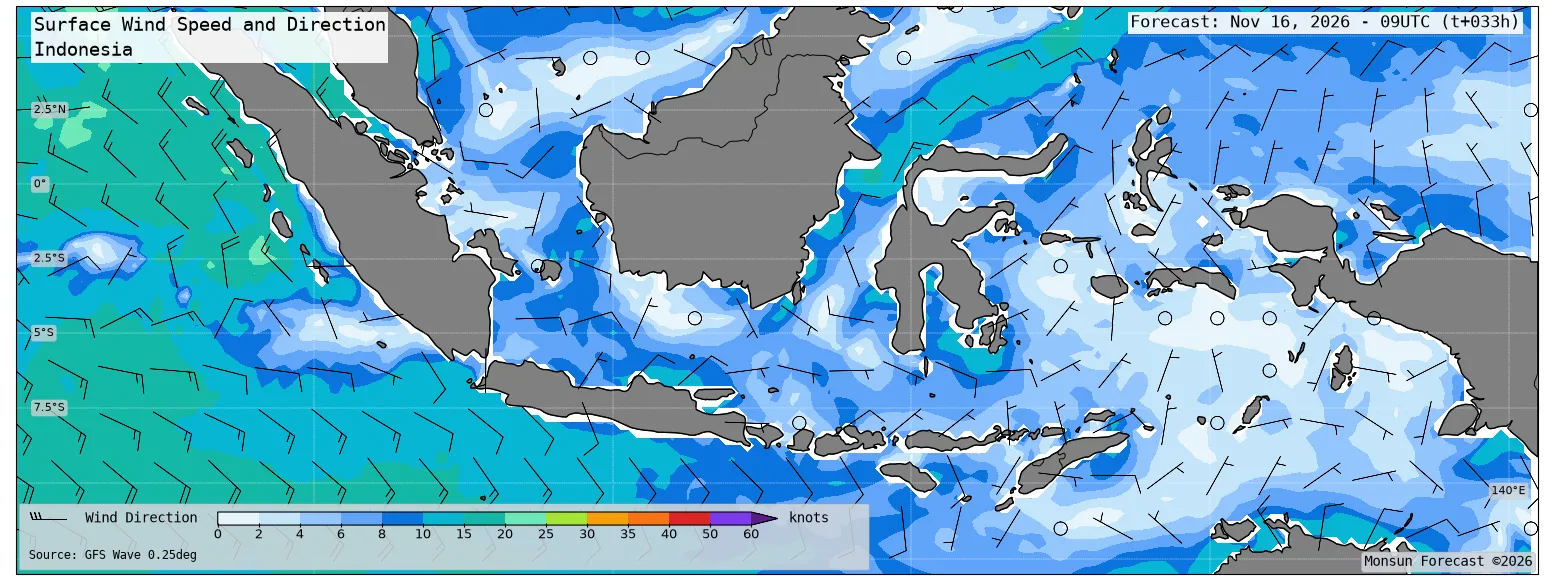 Surface Wind Speed and Direction
Indonesia
Forecast: Nov 16, 2026 - 09UTC (t+033h)
2.5°N
0°
2.5°S
5°S
7.5°S
140°E
Wind Direction
0 2 4 6 8 10 15 20 25 30 35 40 50 60
knots
Source: GFS Wave 0.25deg
Monsun Forecast ©2026